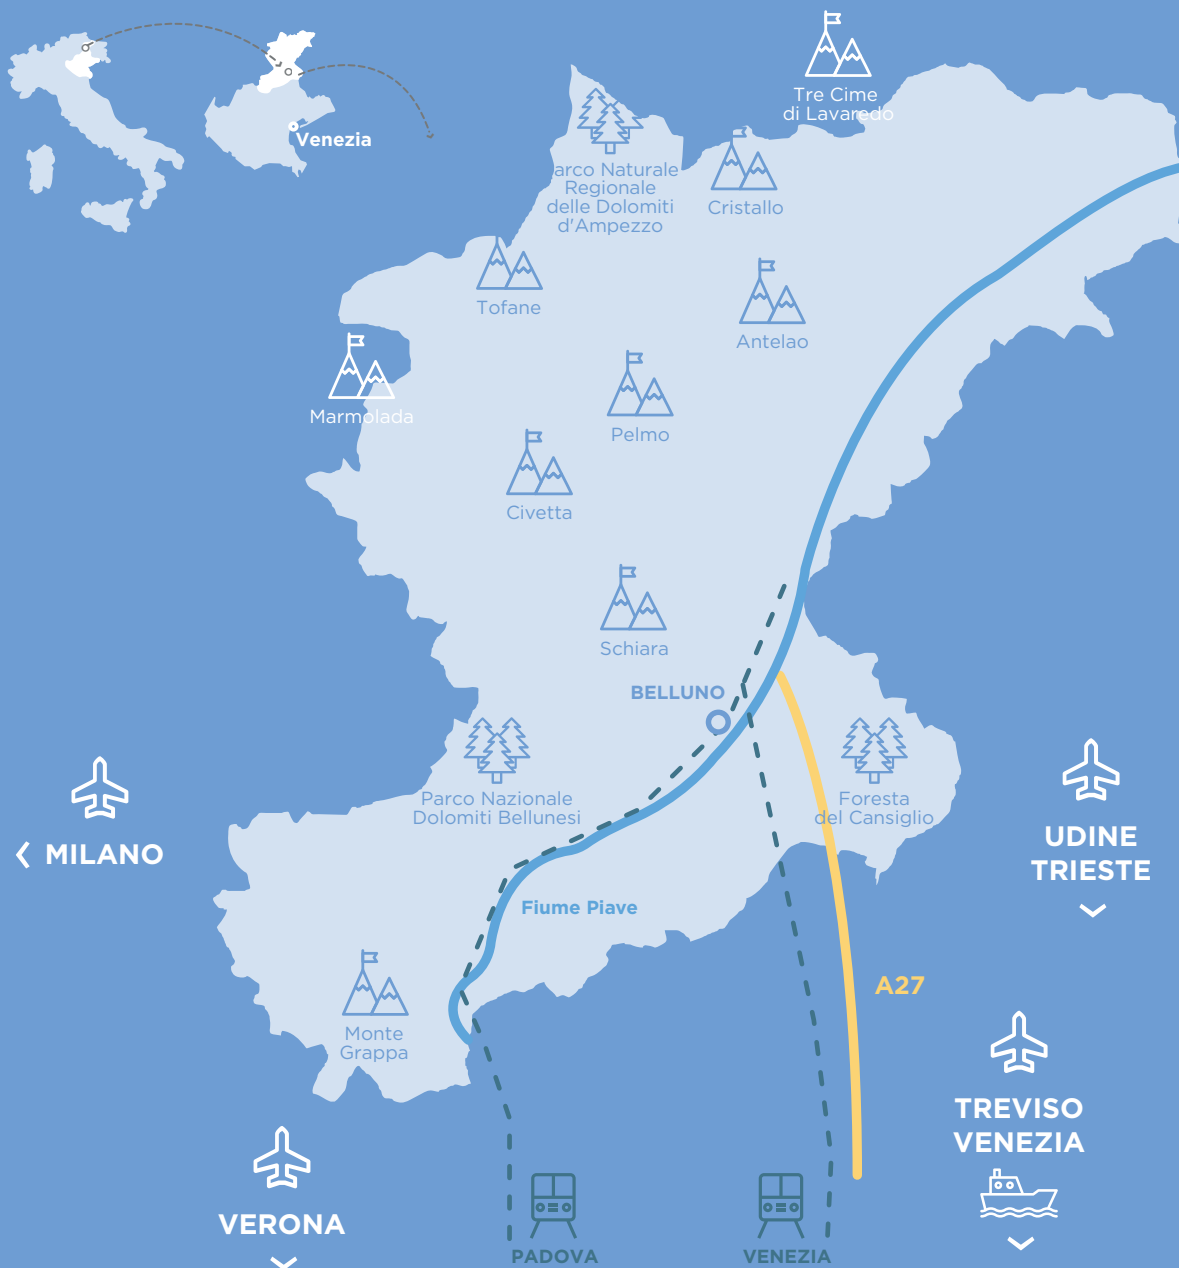 Venezia
Tre Cime
di Lavaredo
arco Naturale
Regionale
delle Dolomiti
d'Ampezzo
Cristallo
Tofane
Antelao
Marmolada
Pelmo
Civetta
Schiara
BELLUNO
Parco Nazionale
Dolomiti Bellunesi
Foresta
del Cansiglio
MILANO
UDINE
TRIESTE
Fiume Piave
A27
Monte
Grappa
TREVISO
VENEZIA
VERONA
PADOVA
VENEZIA